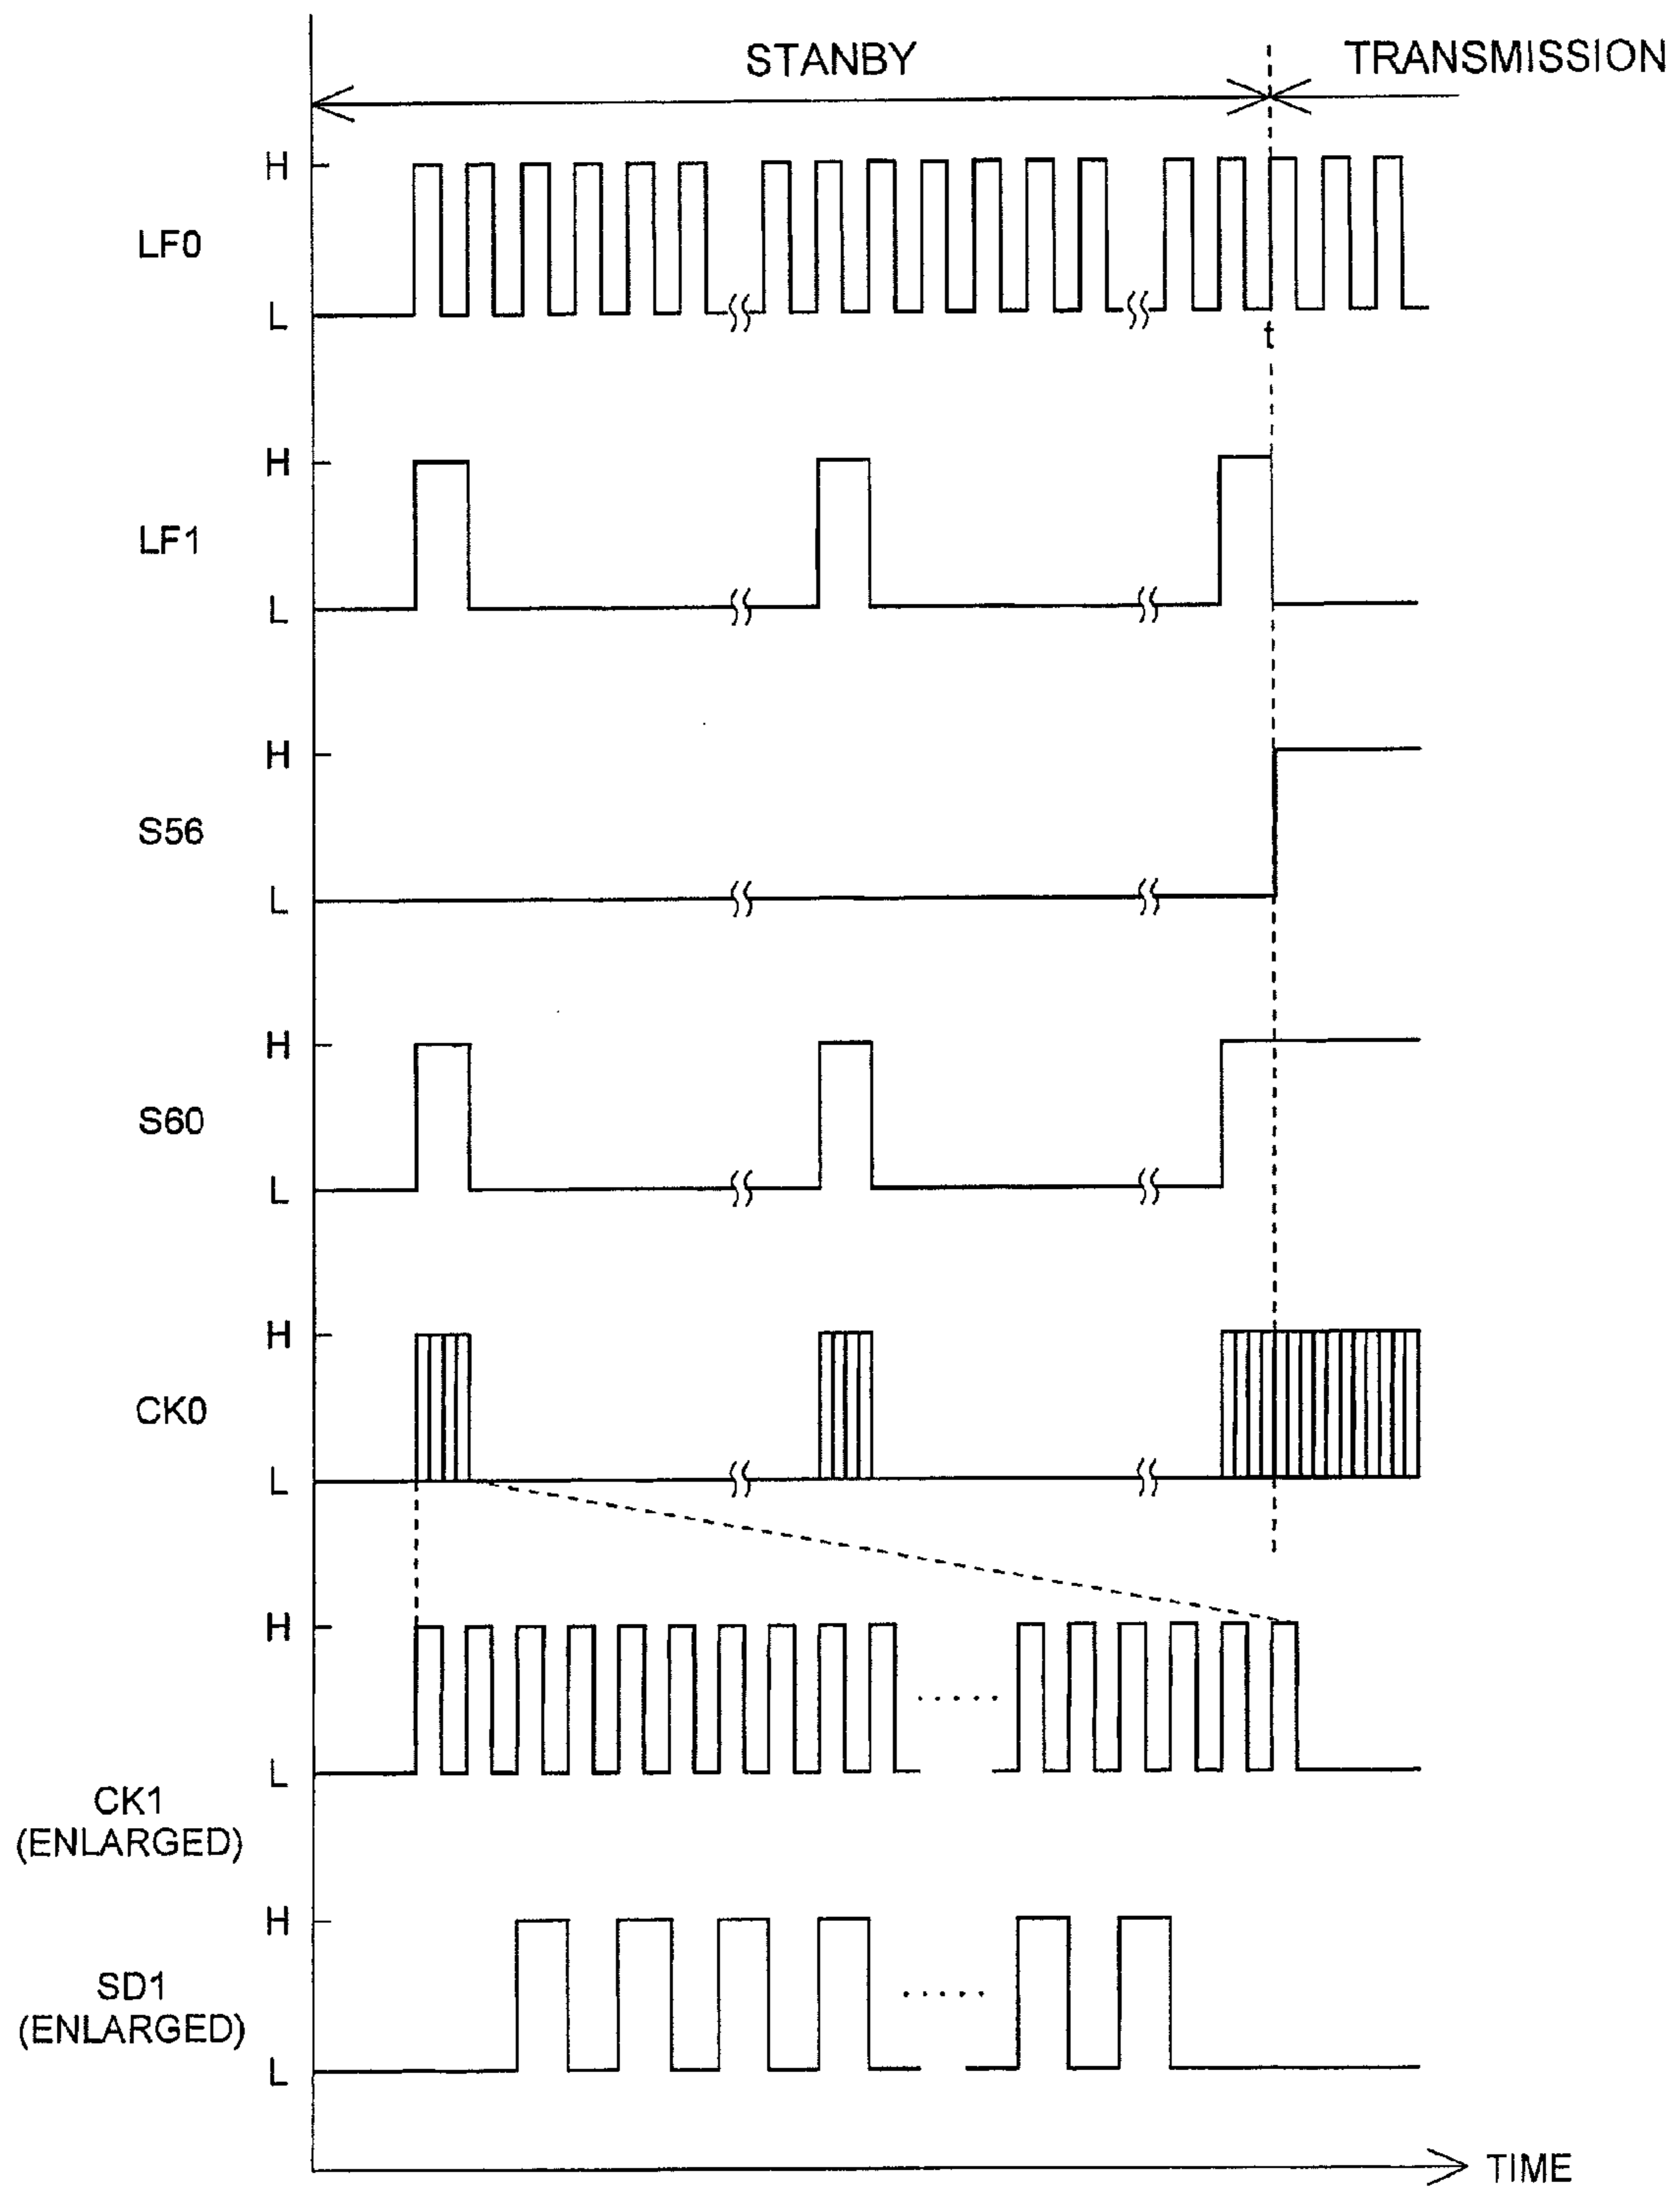 STANBY
TRANSMISSION
H
LF0
L
t
H
LF1
L
H
S56
L
H
S60
L
H
CK0
L
H
L
CK1
(ENLARGED)
H
SD1
(ENLARGED)
L
TIME